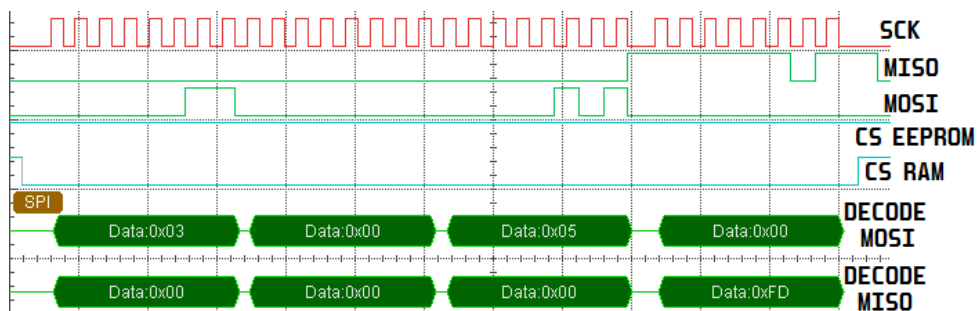 SCK
MISO
MOSI
CS EEPROM
CS RAM
SPI
Data:0x03 Data:0x00 Data:0x05 Data:0x00
DECODE
MOSI
Data:0x00 Data:0x00 Data:0x00 Data:0xFD
DECODE
MISO